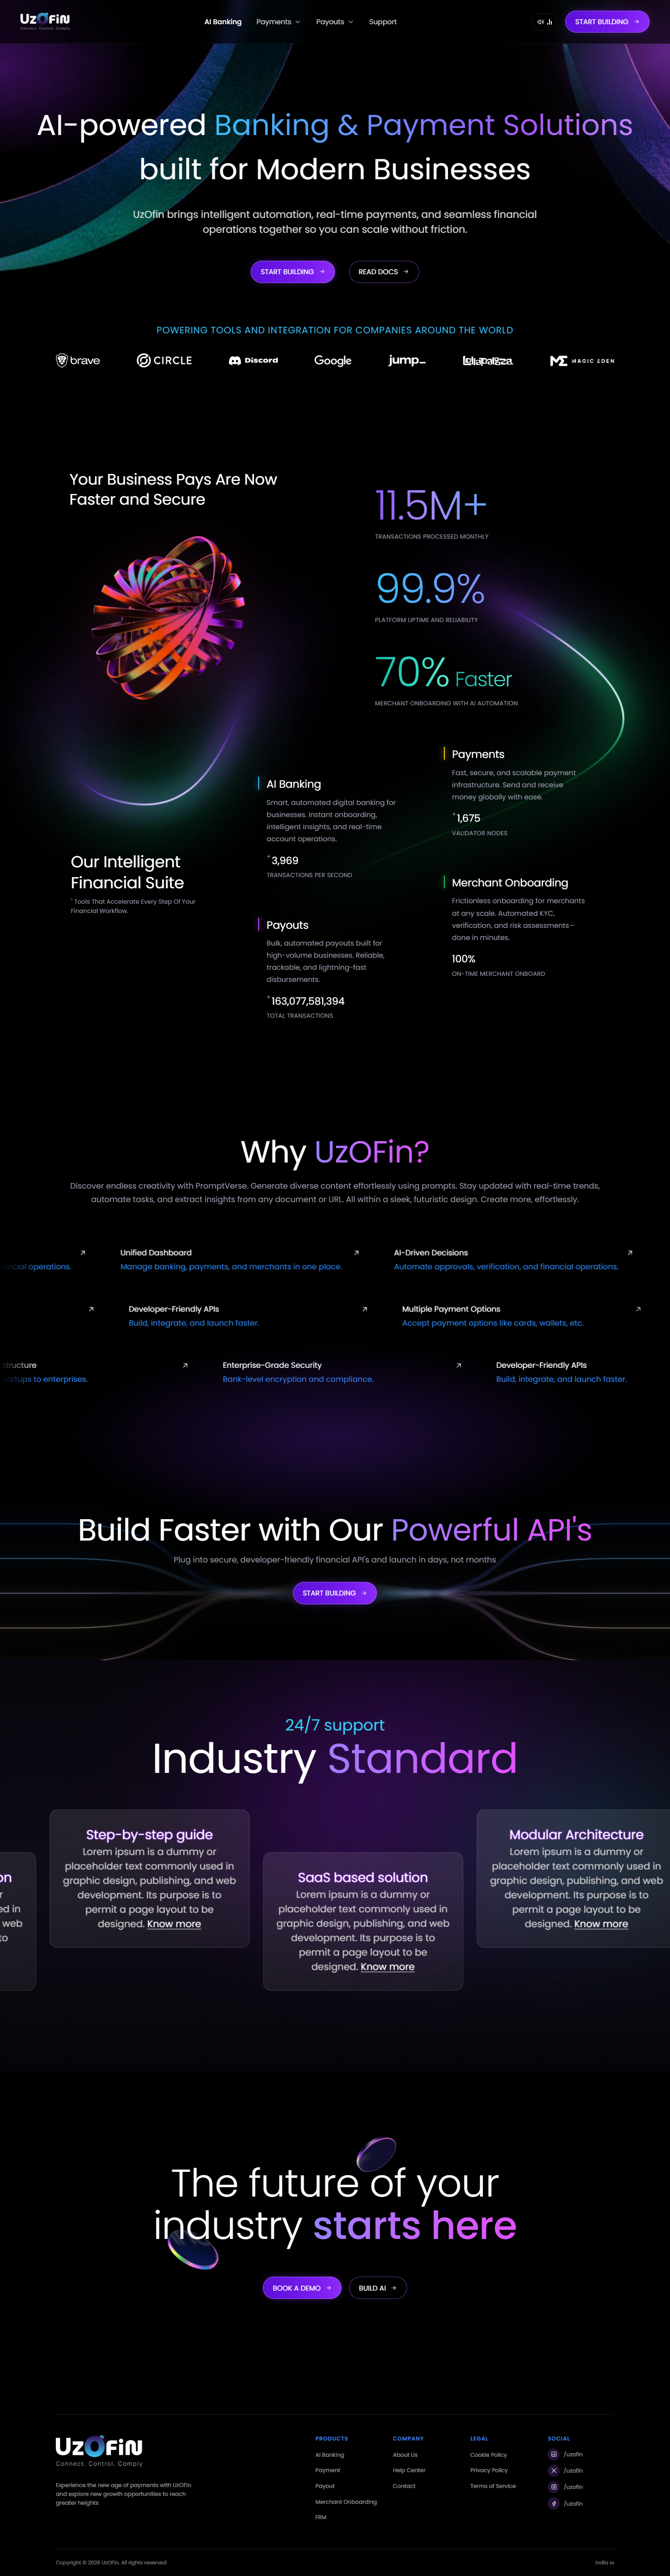 UzOFiN
Connect. Control. Comply
AI Banking
Payments
Payouts
Support
START BUILDING
AI-powered Banking & Payment Solutions
built for Modern Businesses
UzOfin brings intelligent automation, real-time payments, and seamless financial
operations together so you can scale without friction.
START BUILDING
READ DOCS
POWERING TOOLS AND INTEGRATION FOR COMPANIES AROUND THE WORLD
brave
CIRCLE
Discord
Google
jump_
MAGIC EDEN
Your Business Pays Are Now
Faster and Secure
11.5M+
TRANSACTIONS PROCESSED MONTHLY
99.9%
PLATFORM UPTIME AND RELIABILITY
70% Faster
MERCHANT ONBOARDING WITH AI AUTOMATION
Our Intelligent
Financial Suite
* Tools That Accelerate Every Step Of Your
Financial Workflow.
AI Banking
Smart, automated digital banking for
businesses. Instant onboarding,
intelligent insights, and real-time
account operations.
*3,969
TRANSACTIONS PER SECOND
Payouts
Bulk, automated payouts built for
high-volume businesses. Reliable,
trackable, and lightning-fast
disbursements.
*163,077,581,394
TOTAL TRANSACTIONS
Payments
Fast, secure, and scalable payment
infrastructure. Send and receive
money globally with ease.
*1,675
VALIDATOR NODES
Merchant Onboarding
Frictionless onboarding for merchants
at any scale. Automated KYC,
verification, and risk assessments—
done in minutes.
100%
ON-TIME MERCHANT ONBOARD
Why UzOFin?
Discover endless creativity with PromptVerse. Generate diverse content effortlessly using prompts. Stay updated with real-time trends,
automate tasks, and extract insights from any document or URL. All within a sleek, futuristic design. Create more, effortlessly.
operations.
Unified Dashboard
Manage banking, payments, and merchants in one place.
AI-Driven Decisions
Automate approvals, verification, and financial operations.
Developer-Friendly APIs
Build, integrate, and launch faster.
Multiple Payment Options
Accept payment options like cards, wallets, etc.
structure
to enterprises.
Enterprise-Grade Security
Bank-level encryption and compliance.
Developer-Friendly APIs
Build, integrate, and launch faster.
Build Faster with Our Powerful API's
Plug into secure, developer-friendly financial API's and launch in days, not months
START BUILDING
24/7 support
Industry Standard
on
r
ed in
web
to
Step-by-step guide
Lorem ipsum is a dummy or
placeholder text commonly used in
graphic design, publishing, and web
development. Its purpose is to
permit a page layout to be
designed. Know more
SaaS based solution
Lorem ipsum is a dummy or
placeholder text commonly used in
graphic design, publishing, and web
development. Its purpose is to
permit a page layout to be
designed. Know more
Modular Architecture
Lorem ipsum is a dummy or
placeholder text commonly used in
graphic design, publishing, and web
development. Its purpose is to
permit a page layout to be
designed. Know more
The future of your
industry starts here
BOOK A DEMO
BUILD AI
UzOFiN
Connect. Control. Comply
Experience the new age of payments with UzOFin
and explore new growth opportunities to reach
greater heights
PRODUCTS
AI Banking
Payment
Payout
Merchant Onboarding
FRM
COMPANY
About Us
Help Center
Contact
LEGAL
Cookie Policy
Privacy Policy
Terms of Service
SOCIAL
/uzofin
/uzofin
/uzofin
/uzofin
Copyright © 2026 UzOFin. All rights reserved
India